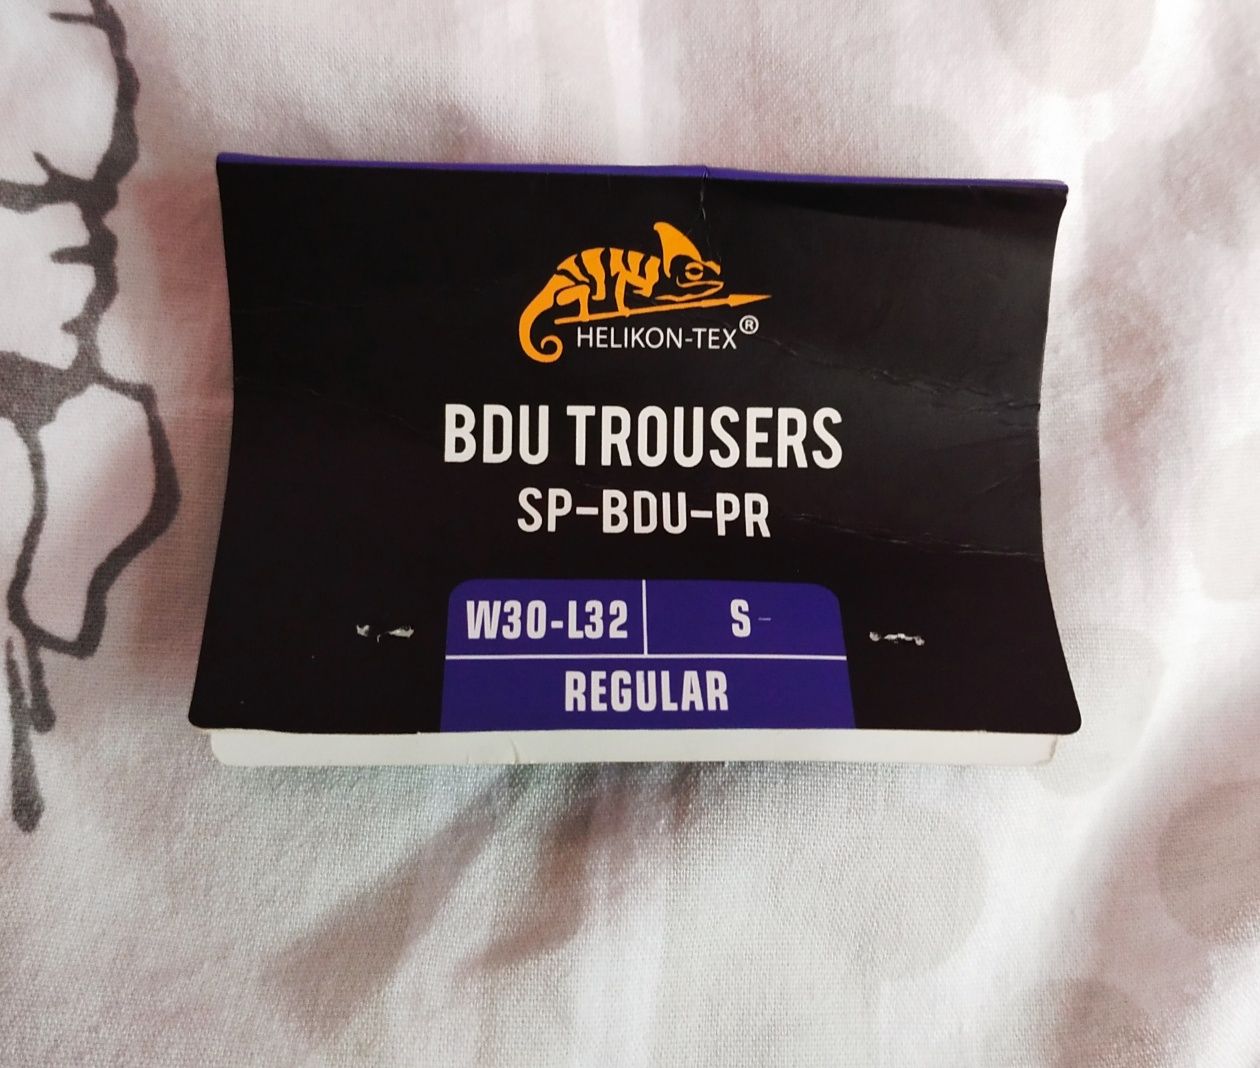 HELIKON-TEX®
BDU TROUSERS
SP-BDU-PR
W30-L32 S
REGULAR